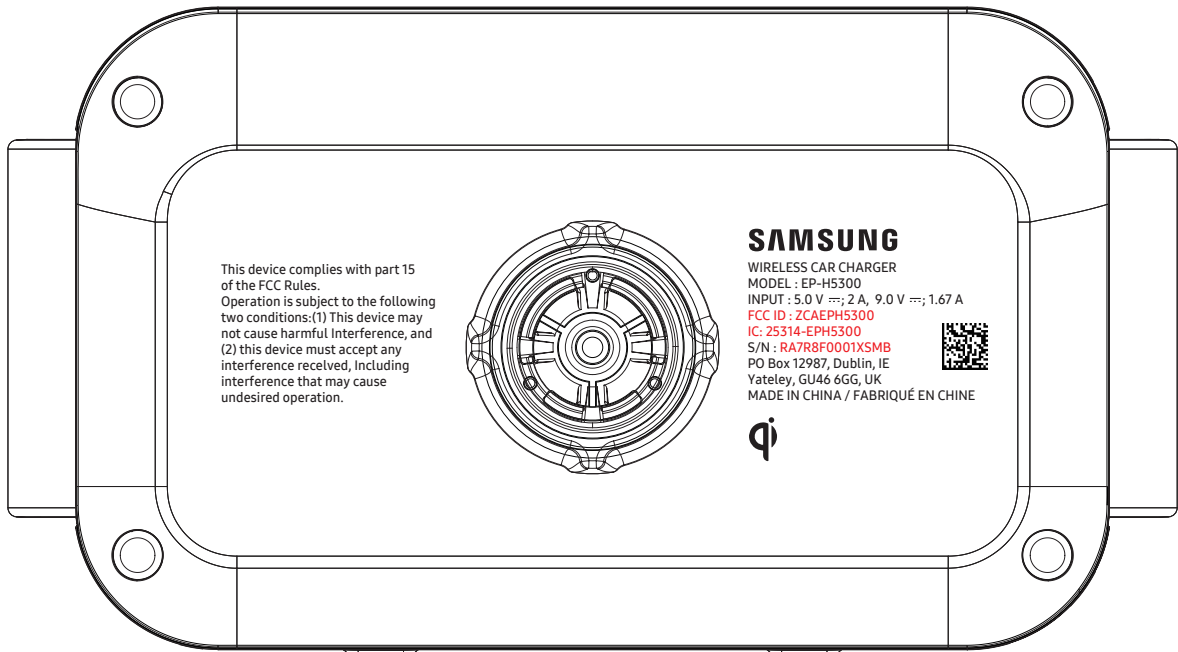 This device complies with part 15
of the FCC Rules.
Operation is subject to the following
two conditions:(1) This device may
not cause harmful Interference, and
(2) this device must accept any
interference received, Including
interference that may cause
undesired operation.
SAMSUNG
WIRELESS CAR CHARGER
MODEL : EP-H5300
INPUT : 5.0 V ⎓; 2 A, 9.0 V ⎓; 1.67 A
FCC ID : ZCAEPH5300
IC: 25314-EPH5300
S/N : RA7R8F0001XSMB
PO Box 12987, Dublin, IE
Yateley, GU46 6GG, UK
MADE IN CHINA / FABRIQUÉ EN CHINE
qi